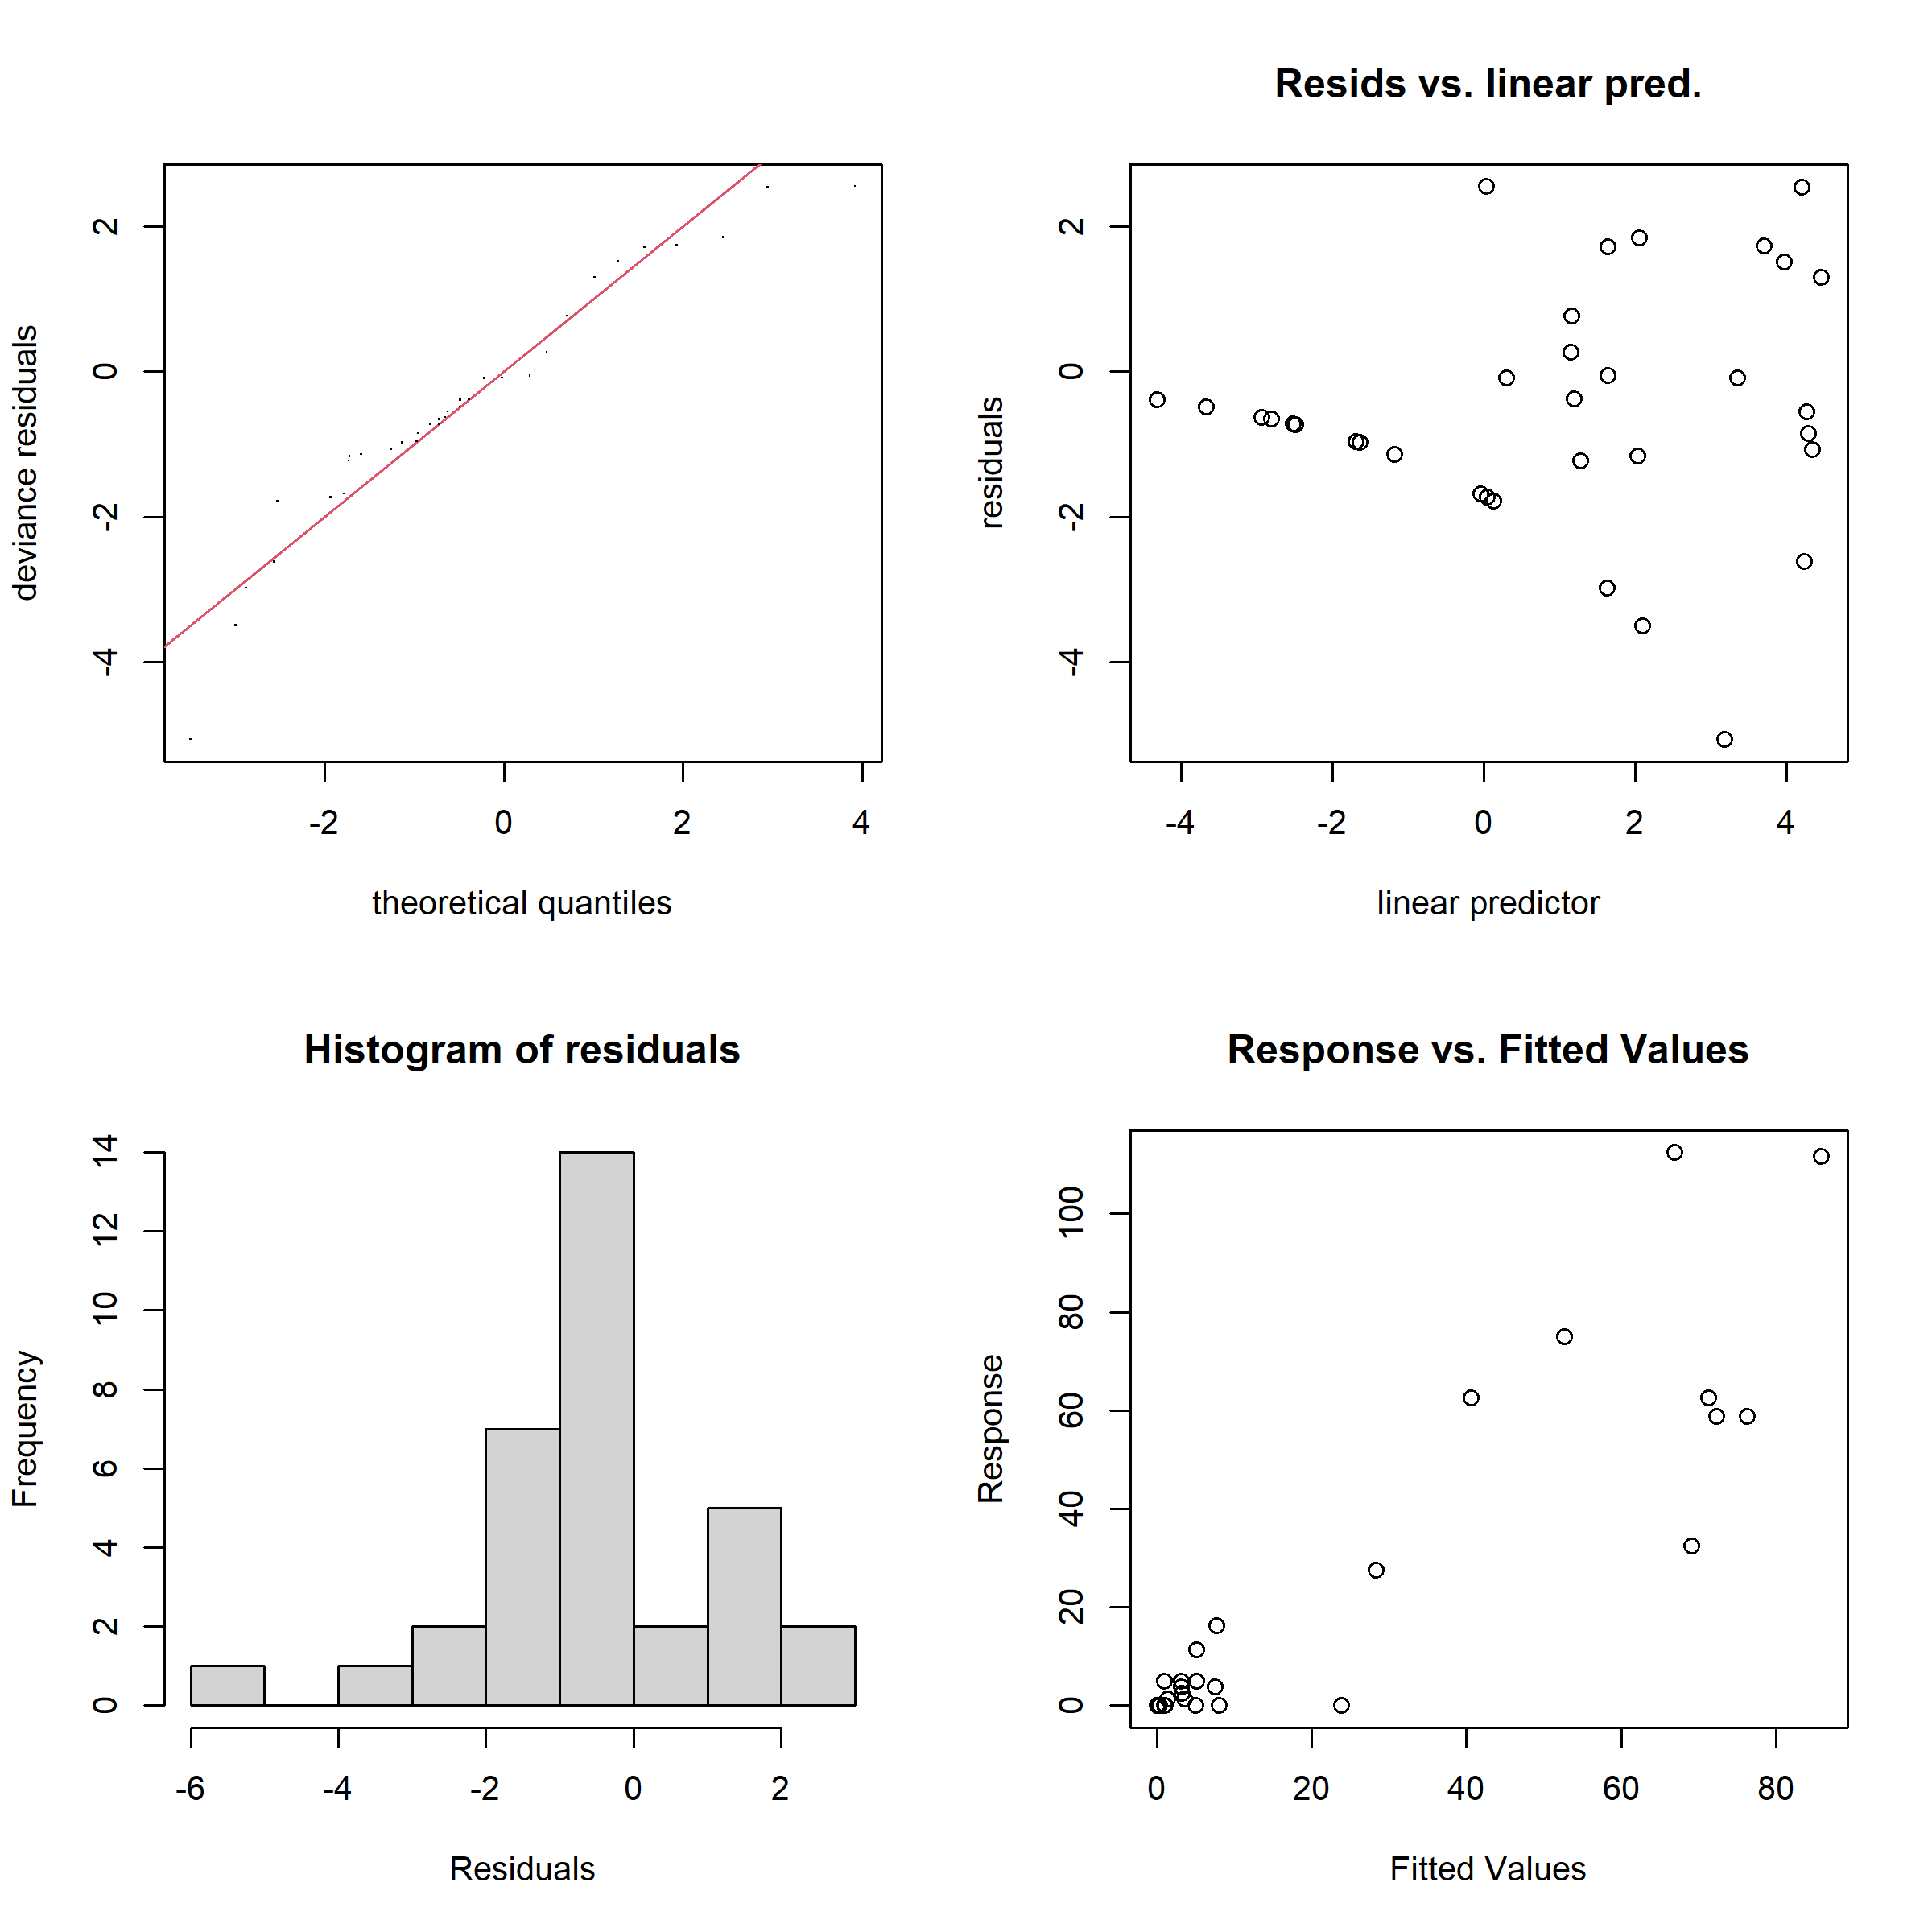 deviance residuals
2
0
-2
-4
-2 0 2 4
theoretical quantiles
Resids vs. linear pred.
residuals
2
0
-2
-4
-4 -2 0 2 4
linear predictor
Histogram of residuals
Frequency
14
12
10
8
6
4
2
0
-6 -4 -2 0 2
Residuals
Response vs. Fitted Values
Response
100
80
60
40
20
0
0 20 40 60 80
Fitted Values